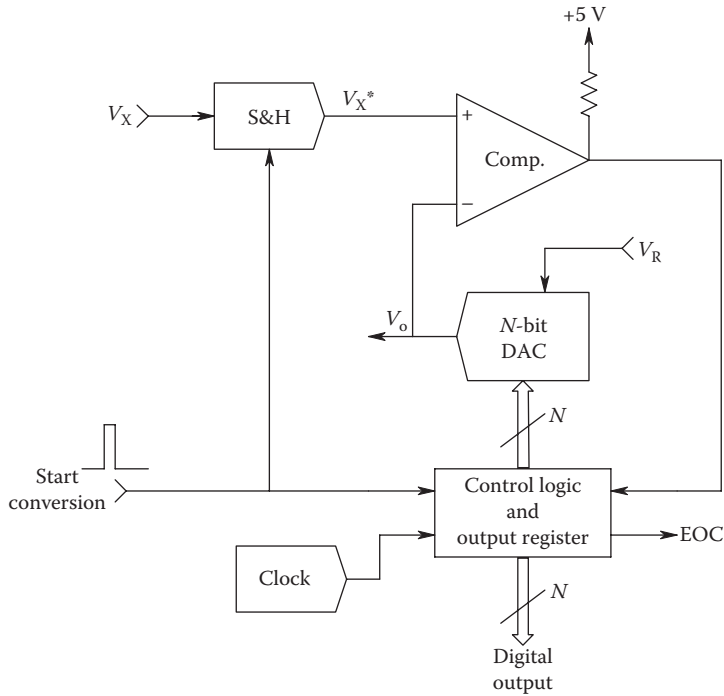 +5 V
V_X
S&H
V_X*
+
Comp.
−
V_R
V_o
N-bit
DAC
N
Start
conversion
Control logic
and
output register
EOC
Clock
N
Digital
output